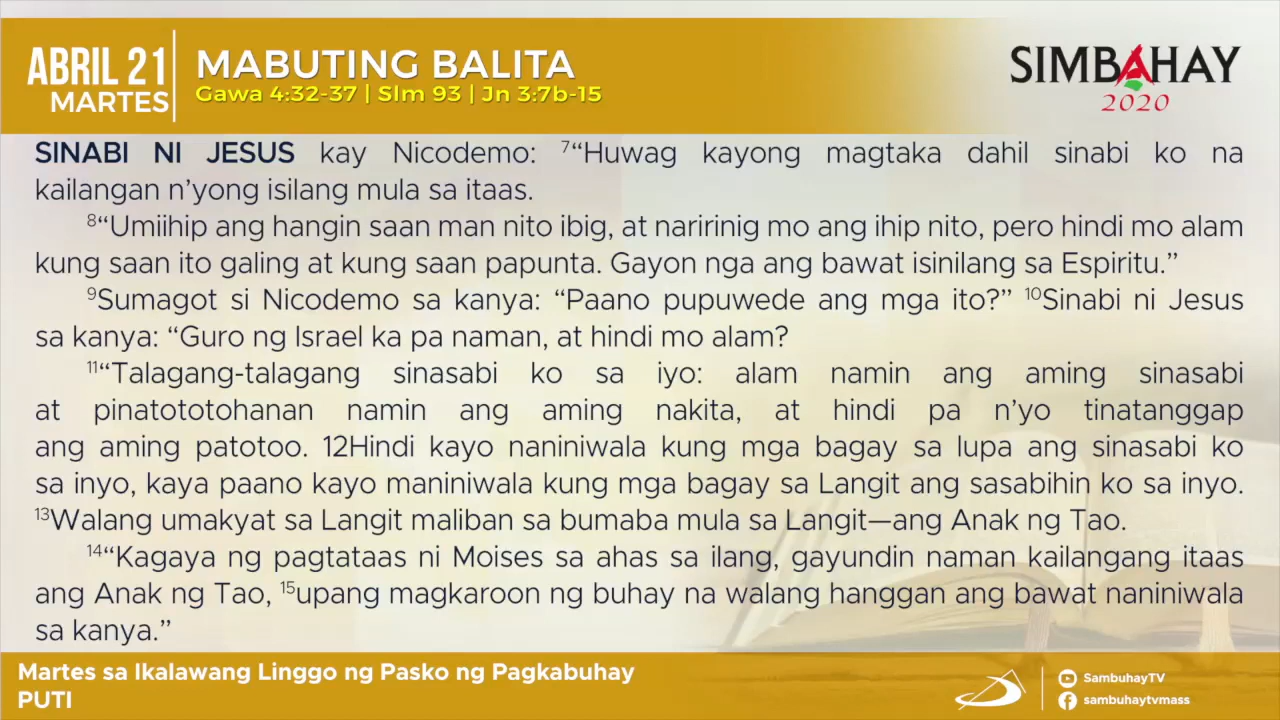 ABRIL 21
MARTES
MABUTING BALITA
Gawa 4:32-37 | Slm 93 | Jn 3:7b-15
SIMBAHAY
2020
SINABI NI JESUS kay Nicodemo: 7“Huwag kayong magtaka dahil sinabi ko na
kailangan n’yong isilang mula sa itaas.
8“Umiihip ang hangin saan man nito ibig, at naririnig mo ang ihip nito, pero hindi mo alam
kung saan ito galing at kung saan papunta. Gayon nga ang bawat isinilang sa Espiritu.”
9Sumagot si Nicodemo sa kanya: “Paano pupuwede ang mga ito?” 10Sinabi ni Jesus
sa kanya: “Guro ng Israel ka pa naman, at hindi mo alam?
11“Talagang-talagang sinasabi ko sa iyo: alam namin ang aming sinasabi
at pinatototohanan namin ang aming nakita, at hindi pa n’yo tinatanggap
ang aming patotoo. 12Hindi kayo naniniwala kung mga bagay sa lupa ang sinasabi ko
sa inyo, kaya paano kayo maniniwala kung mga bagay sa Langit ang sasabihin ko sa inyo.
13Walang umakyat sa Langit maliban sa bumaba mula sa Langit—ang Anak ng Tao.
14“Kagaya ng pagtataas ni Moises sa ahas sa ilang, gayundin naman kailangang itaas
ang Anak ng Tao, 15upang magkaroon ng buhay na walang hanggan ang bawat naniniwala
sa kanya.”
Martes sa Ikalawang Linggo ng Pasko ng Pagkabuhay
PUTI
SambuhayTV
sambuhaytvmass